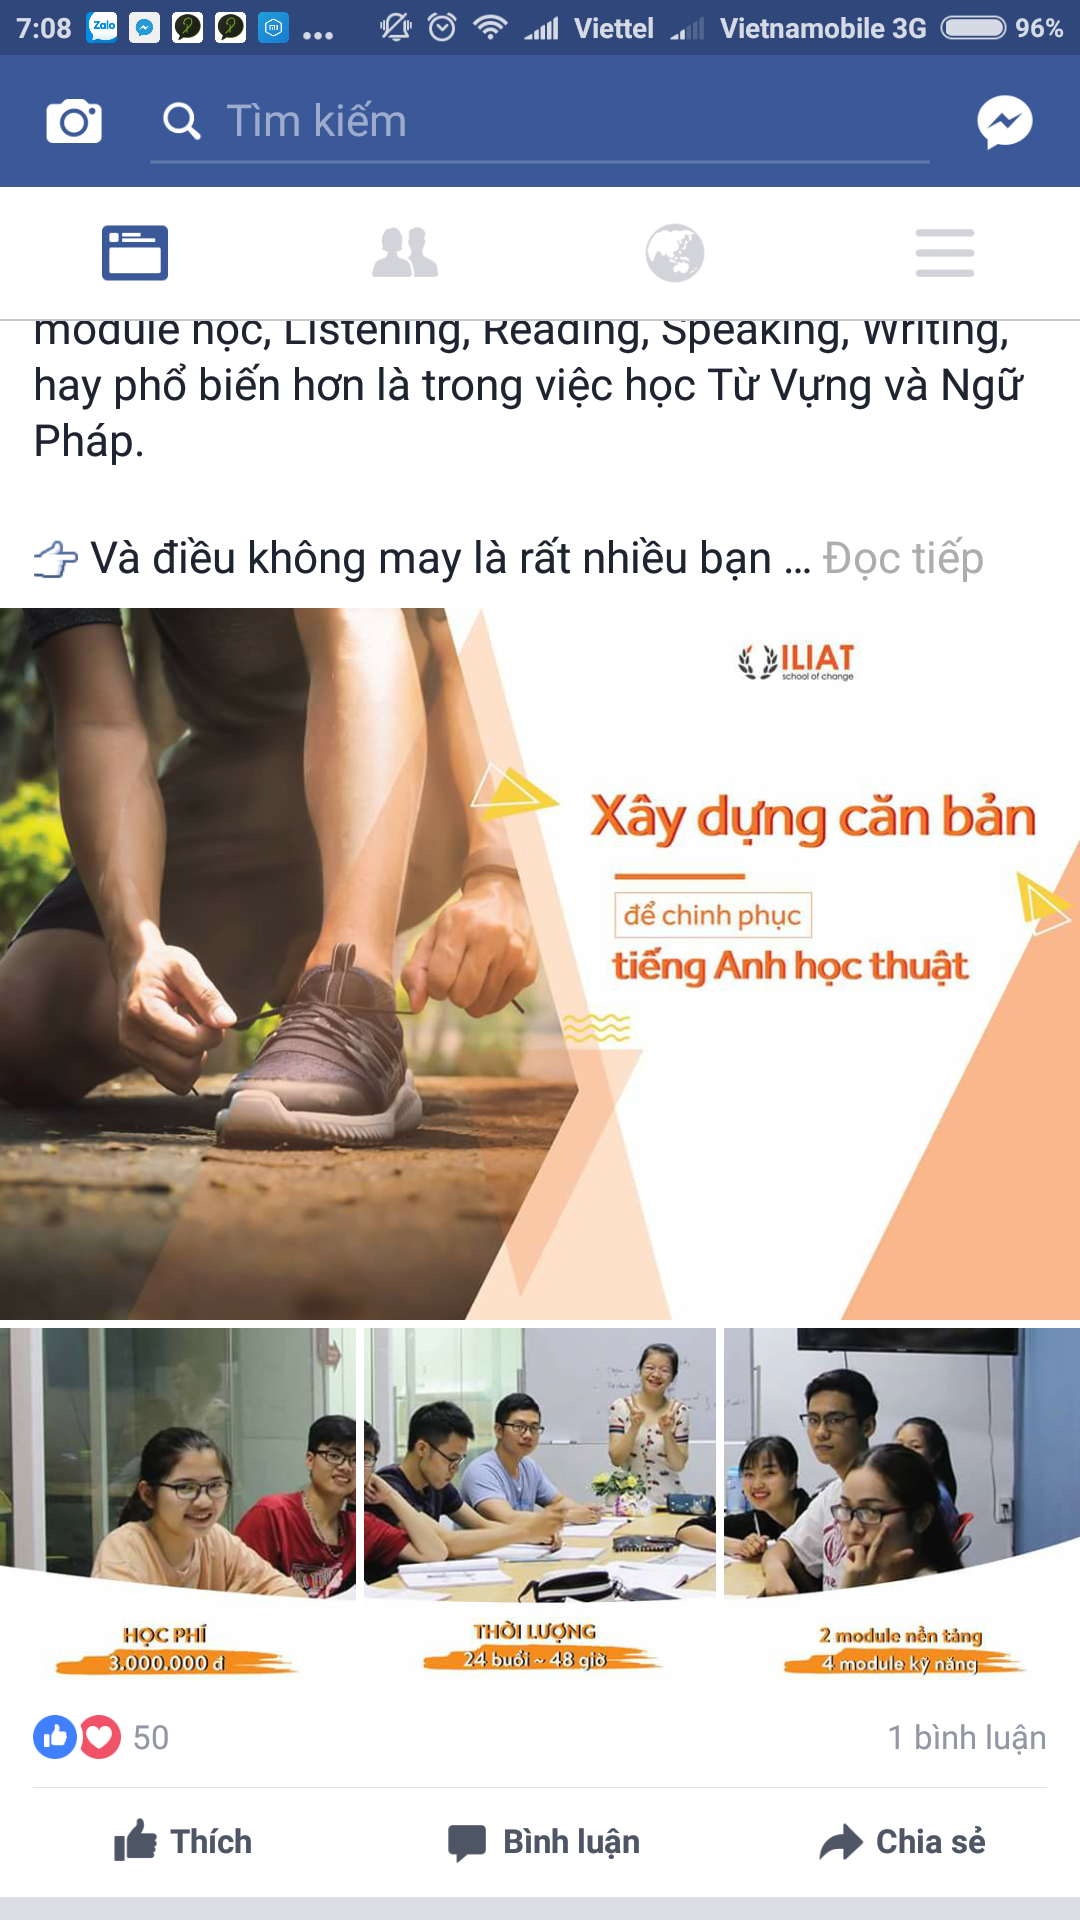 7:08 Zalo ... Viettel Vietnamobile 3G 96%
Tìm kiếm
module học, Listening, Reading, Speaking, Writing,
hay phổ biến hơn là trong việc học Từ Vựng và Ngữ
Pháp.
👉 Và điều không may là rất nhiều bạn ... Đọc tiếp
ILIAT
school of change
Xây dựng căn bản
để chinh phục
tiếng Anh học thuật
HỌC PHÍ
3.000.000 đ
THỜI LƯỢNG
24 buổi ~ 48 giờ
2 module nền tảng
4 module kỹ năng
50
1 bình luận
Thích
Bình luận
Chia sẻ